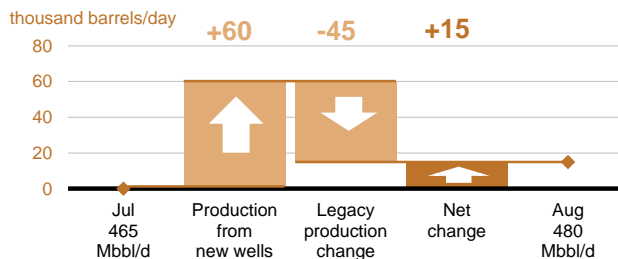 thousand barrels/day
+60
-45
+15
80
60
40
20
0
Jul
465
Mbbl/d
Production
from
new wells
Legacy
production
change
Net
change
Aug
480
Mbbl/d